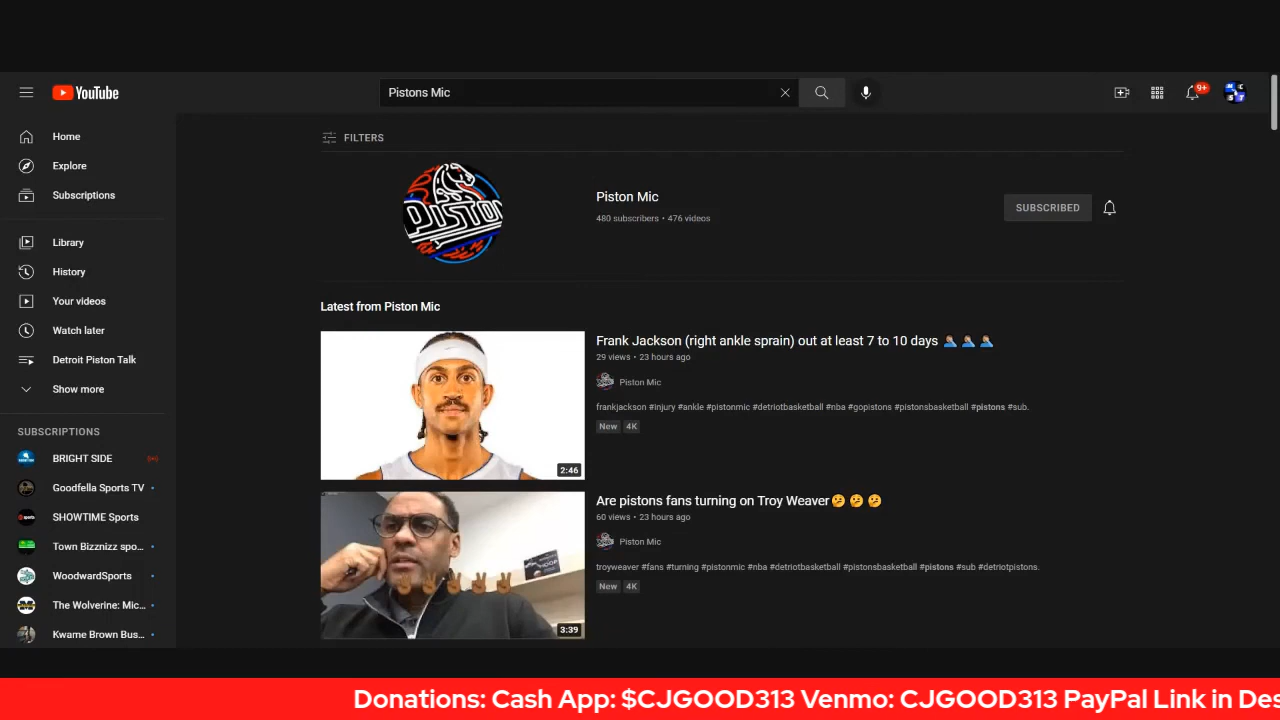 YouTube
Pistons Mic
9+
Home
Explore
Subscriptions
Library
History
Your videos
Watch later
Detroit Piston Talk
Show more
SUBSCRIPTIONS
BRIGHT SIDE
Goodfella Sports TV
SHOWTIME Sports
Town Bizznizz spo...
WoodwardSports
The Wolverine: Mic...
Kwame Brown Bus...
FILTERS
PISTON
Piston Mic
480 subscribers • 476 videos
SUBSCRIBED
Latest from Piston Mic
2:46
Frank Jackson (right ankle sprain) out at least 7 to 10 days 🤦🏽‍♂️ 🤦🏽‍♂️ 🤦🏽‍♂️
29 views • 23 hours ago
Piston Mic
frankjackson #injury #ankle #pistonmic #detriotbasketball #nba #gopistons #pistonsbasketball #pistons #sub.
New 4K
3:39
Are pistons fans turning on Troy Weaver🤔 🤔 🤔
60 views • 23 hours ago
Piston Mic
troyweaver #fans #turning #pistonmic #nba #detriotbasketball #pistonsbasketball #pistons #sub #detriotpistons.
New 4K
Donations: Cash App: $CJGOOD313 Venmo: CJGOOD313 PayPal Link in Des